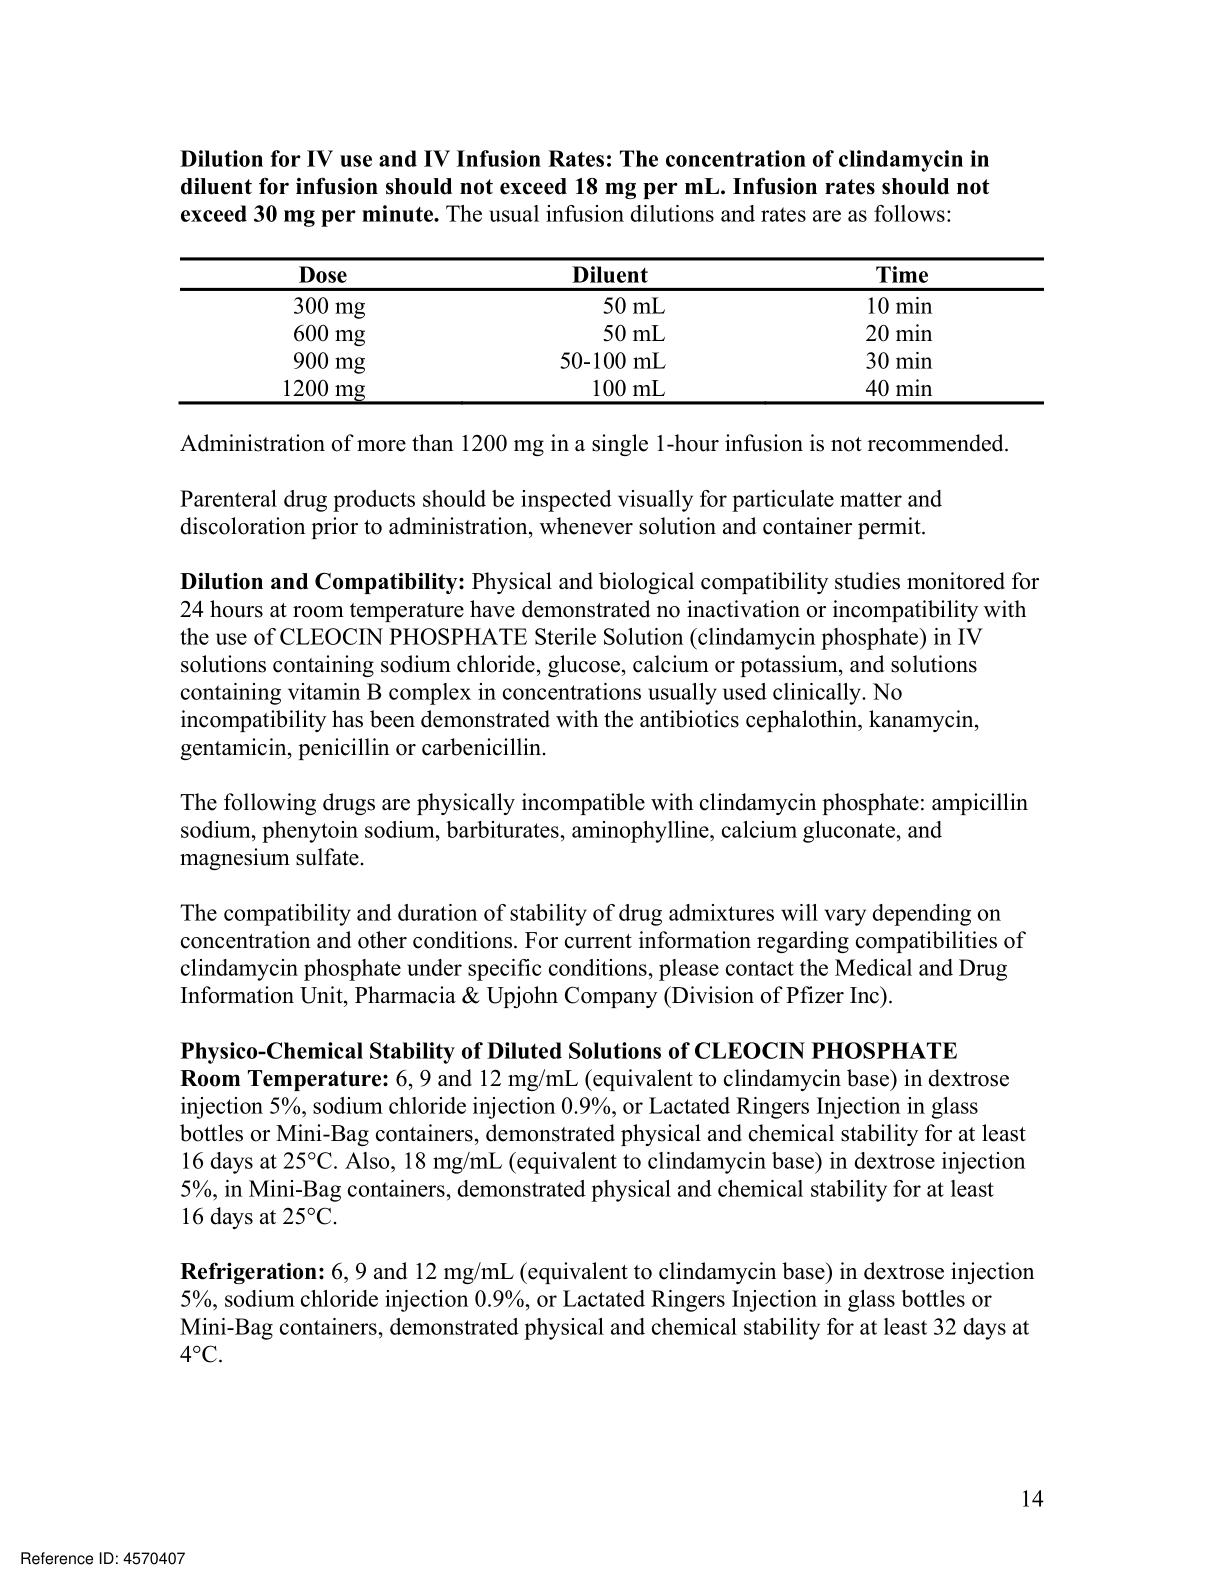 Dilution for IV use and IV Infusion Rates: The concentration of clindamycin in
diluent for infusion should not exceed 18 mg per mL. Infusion rates should not
exceed 30 mg per minute. The usual infusion dilutions and rates are as follows:
Dose Diluent Time
300 mg 50 mL 10 min
600 mg 50 mL 20 min
900 mg 50-100 mL 30 min
1200 mg 100 mL 40 min
Administration of more than 1200 mg in a single 1-hour infusion is not recommended.
Parenteral drug products should be inspected visually for particulate matter and
discoloration prior to administration, whenever solution and container permit.
Dilution and Compatibility: Physical and biological compatibility studies monitored for
24 hours at room temperature have demonstrated no inactivation or incompatibility with
the use of CLEOCIN PHOSPHATE Sterile Solution (clindamycin phosphate) in IV
solutions containing sodium chloride, glucose, calcium or potassium, and solutions
containing vitamin B complex in concentrations usually used clinically. No
incompatibility has been demonstrated with the antibiotics cephalothin, kanamycin,
gentamicin, penicillin or carbenicillin.
The following drugs are physically incompatible with clindamycin phosphate: ampicillin
sodium, phenytoin sodium, barbiturates, aminophylline, calcium gluconate, and
magnesium sulfate.
The compatibility and duration of stability of drug admixtures will vary depending on
concentration and other conditions. For current information regarding compatibilities of
clindamycin phosphate under specific conditions, please contact the Medical and Drug
Information Unit, Pharmacia & Upjohn Company (Division of Pfizer Inc).
Physico-Chemical Stability of Diluted Solutions of CLEOCIN PHOSPHATE
Room Temperature: 6, 9 and 12 mg/mL (equivalent to clindamycin base) in dextrose
injection 5%, sodium chloride injection 0.9%, or Lactated Ringers Injection in glass
bottles or Mini-Bag containers, demonstrated physical and chemical stability for at least
16 days at 25°C. Also, 18 mg/mL (equivalent to clindamycin base) in dextrose injection
5%, in Mini-Bag containers, demonstrated physical and chemical stability for at least
16 days at 25°C.
Refrigeration: 6, 9 and 12 mg/mL (equivalent to clindamycin base) in dextrose injection
5%, sodium chloride injection 0.9%, or Lactated Ringers Injection in glass bottles or
Mini-Bag containers, demonstrated physical and chemical stability for at least 32 days at
4°C.
14
Reference ID: 4570407